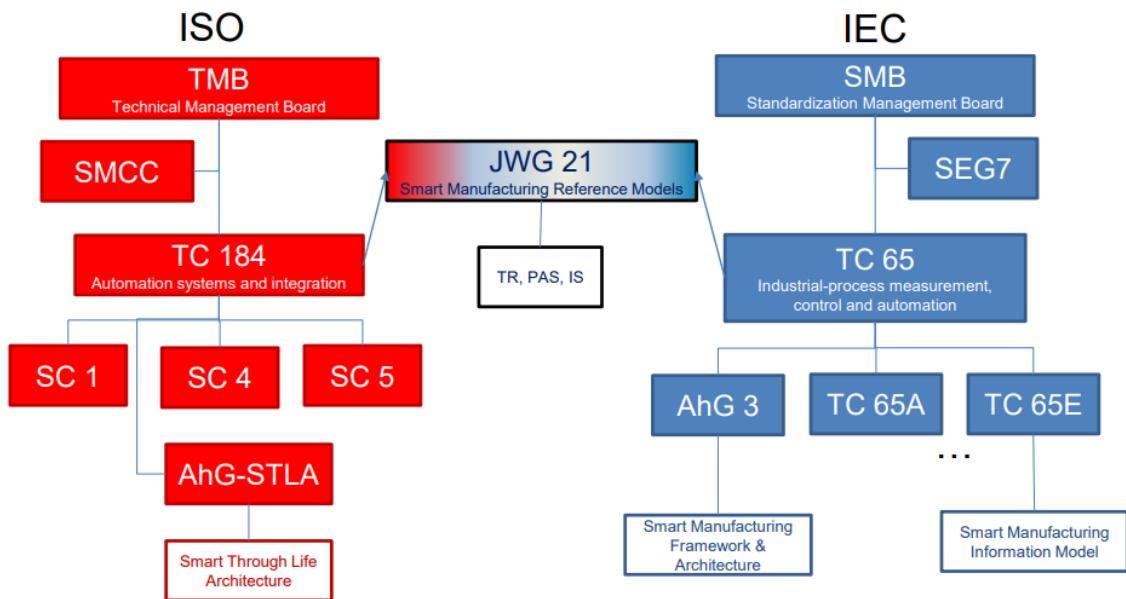 ISO
IEC
TMB
Technical Management Board
SMB
Standardization Management Board
SMCC
JWG 21
Smart Manufacturing Reference Models
SEG7
TC 184
Automation systems and integration
TR, PAS, IS
TC 65
Industrial-process measurement,
control and automation
SC 1
SC 4
SC 5
AhG 3
TC 65A
TC 65E
...
AhG-STLA
Smart Through Life
Architecture
Smart Manufacturing
Framework &
Architecture
Smart Manufacturing
Information Model